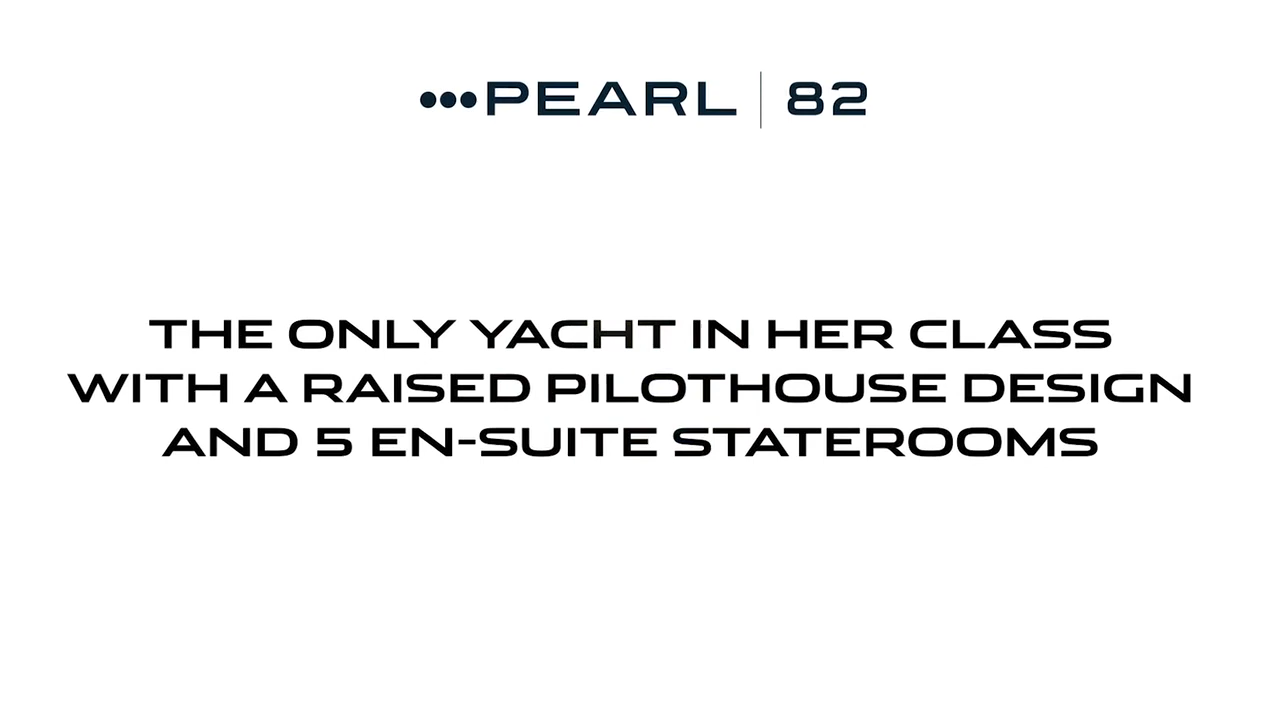 ●●●PEARL | 82
THE ONLY YACHT IN HER CLASS
WITH A RAISED PILOTHOUSE DESIGN
AND 5 EN-SUITE STATEROOMS